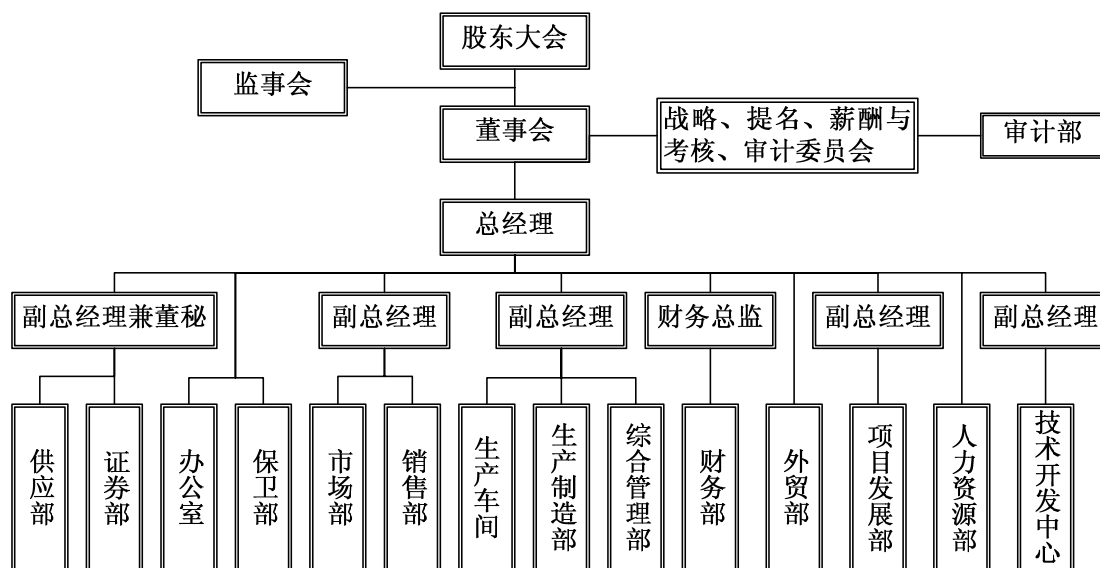 股东大会
监事会
董事会
战略、提名、薪酬与
考核、审计委员会
审计部
总经理
副总经理兼董秘
副总经理
副总经理
财务总监
副总经理
副总经理
供应部
证券部
办公室
保卫部
市场部
销售部
生产车间
生产制造部
综合管理部
财务部
外贸部
项目发展部
人力资源部
技术开发中心